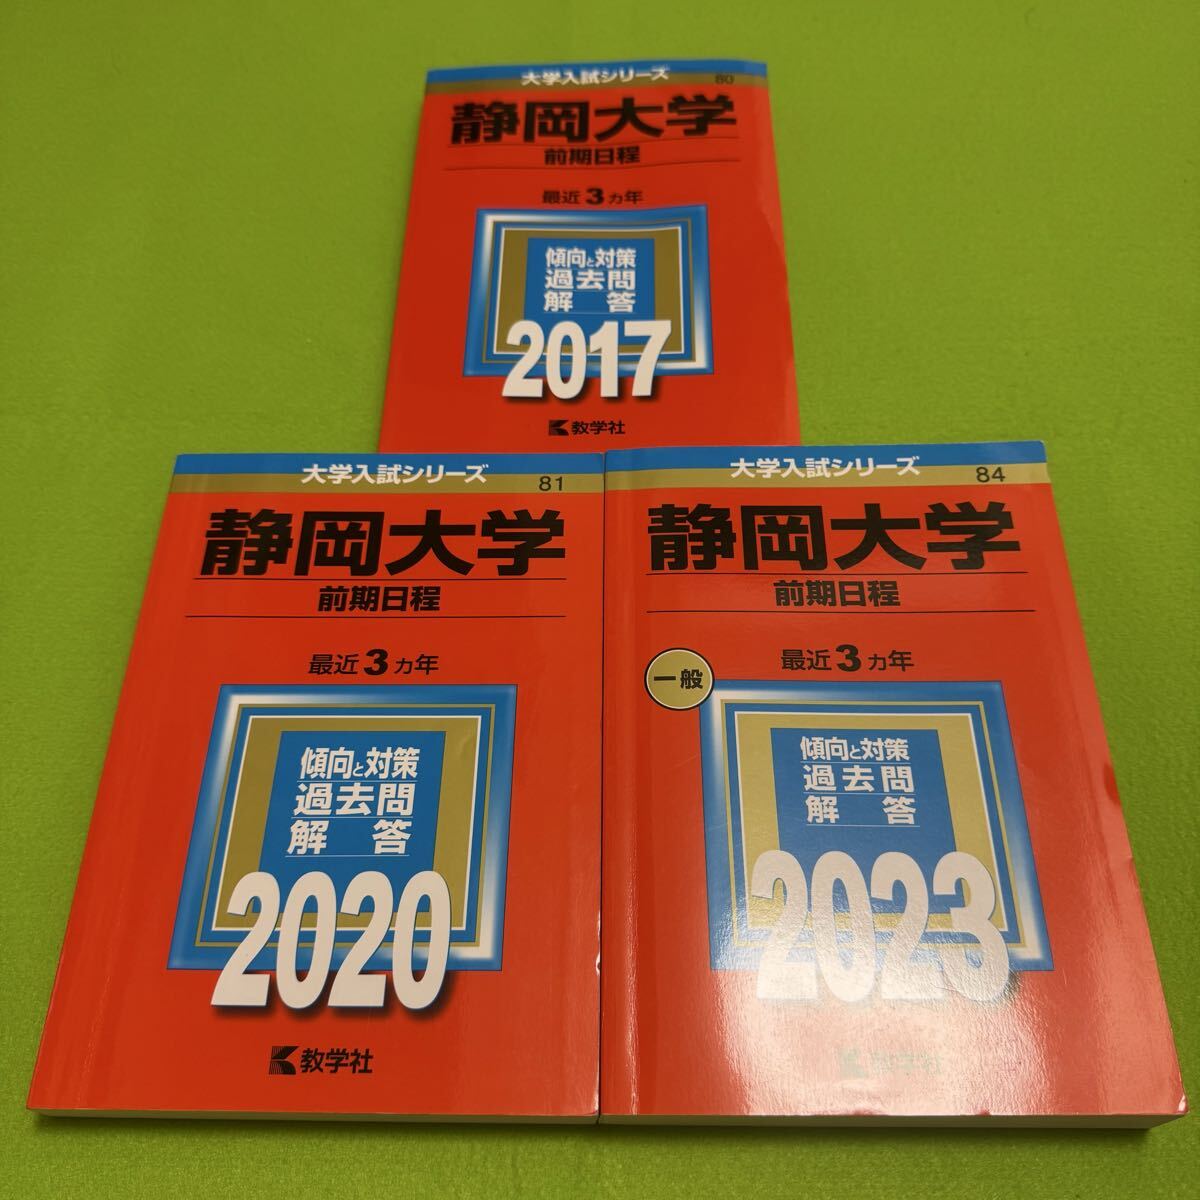 大学入試シリーズ
80
静岡大学
前期日程
最近3カ年
傾向と対策
過去問
解答
2017
教学社
大学入試シリーズ
81
静岡大学
前期日程
最近3カ年
傾向と対策
過去問
解答
2020
教学社
大学入試シリーズ
84
静岡大学
前期日程
一般
最近3カ年
傾向と対策
過去問
解答
2023
教学社